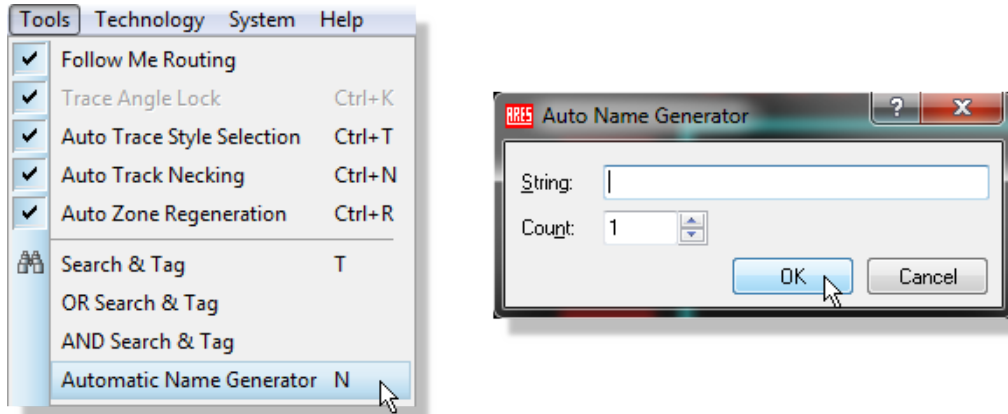 Tools Technology System Help
Follow Me Routing
Trace Angle Lock Ctrl+K
Auto Trace Style Selection Ctrl+T
Auto Track Necking Ctrl+N
Auto Zone Regeneration Ctrl+R
Search & Tag T
OR Search & Tag
AND Search & Tag
Automatic Name Generator N
ARES Auto Name Generator ? X
String:
Count: 1
OK Cancel